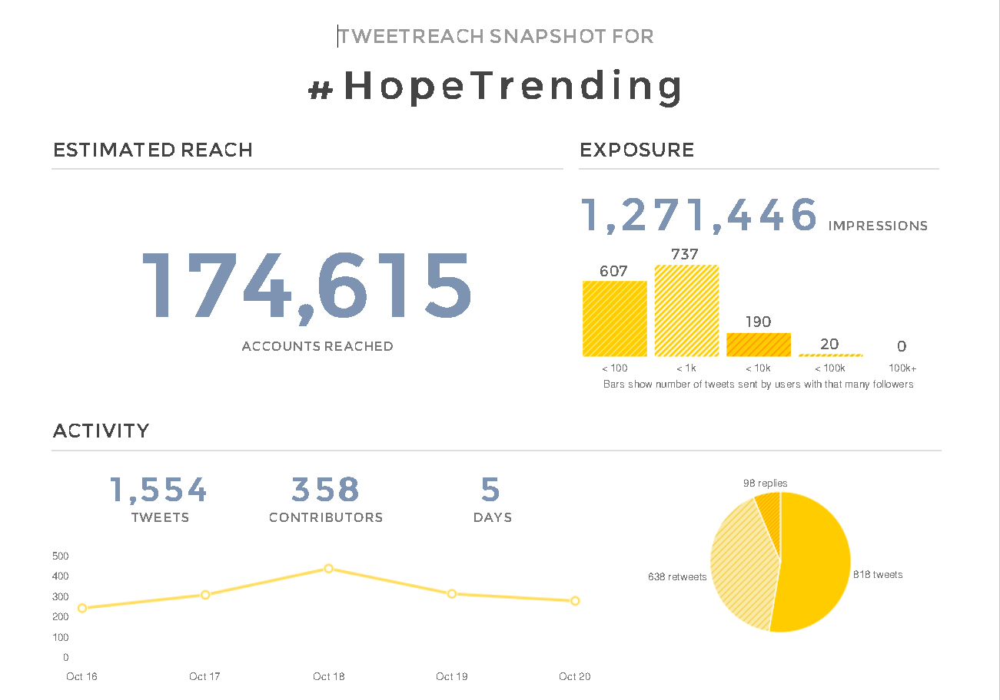 TWEETREACH SNAPSHOT FOR
#HopeTrending
ESTIMATED REACH
174,615
ACCOUNTS REACHED
EXPOSURE
1,271,446 IMPRESSIONS
607
737
190
20
0
< 100
< 1k
< 10k
< 100k
100k+
Bars show number of tweets sent by users with that many followers
ACTIVITY
1,554
TWEETS
358
CONTRIBUTORS
5
DAYS
500
400
300
200
100
0
Oct 16
Oct 17
Oct 18
Oct 19
Oct 20
98 replies
638 retweets
818 tweets